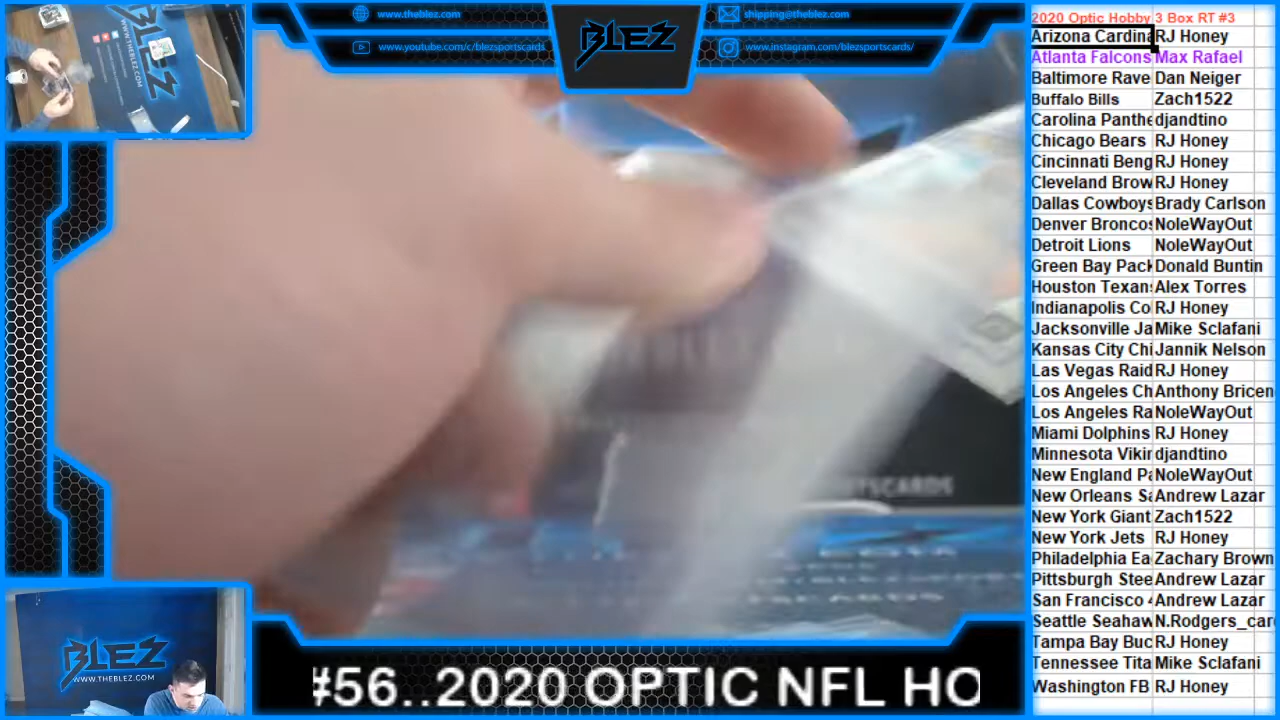 www.theblez.com
www.youtube.com/c/blezsportscards
BLEZ
shipping@theblez.com
www.instagram.com/blezsportscards/
2020 Optic Hobby 3 Box RT #3
Arizona Cardina RJ Honey
Atlanta Falcons Max Rafael
Baltimore Rave Dan Neiger
Buffalo Bills Zach1522
Carolina Panthe djandtino
Chicago Bears RJ Honey
Cincinnati Beng RJ Honey
Cleveland Brow RJ Honey
Dallas Cowboys Brady Carlson
Denver Broncos NoleWayOut
Detroit Lions NoleWayOut
Green Bay Pack Donald Buntin
Houston Texans Alex Torres
Indianapolis Co RJ Honey
Jacksonville Ja Mike Sclafani
Kansas City Chi Jannik Nelson
Las Vegas Raid RJ Honey
Los Angeles Ch Anthony Bricen
Los Angeles Ra NoleWayOut
Miami Dolphins RJ Honey
Minnesota Vikin djandtino
New England Pa NoleWayOut
New Orleans Sa Andrew Lazar
New York Giant Zach1522
New York Jets RJ Honey
Philadelphia Ea Zachary Brown
Pittsburgh Stee Andrew Lazar
San Francisco 4 Andrew Lazar
Seattle Seahaw N.Rodgers_car
Tampa Bay Buc RJ Honey
Tennessee Tita Mike Sclafani
Washington FB RJ Honey
BLEZ
WWW.THEBLEZ.COM
#56..2020 OPTIC NFL HO